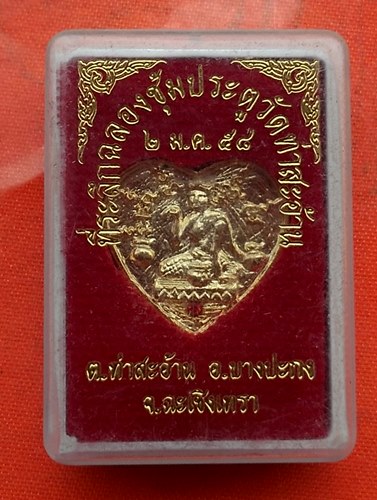 ที่ระลึกฉลองซุ้มประตูวัดท่าสะอ้าน
๒ ม.ค. ๕๘
ต.ท่าสะอ้าน อ.บางปะกง
จ.ฉะเชิงเทรา